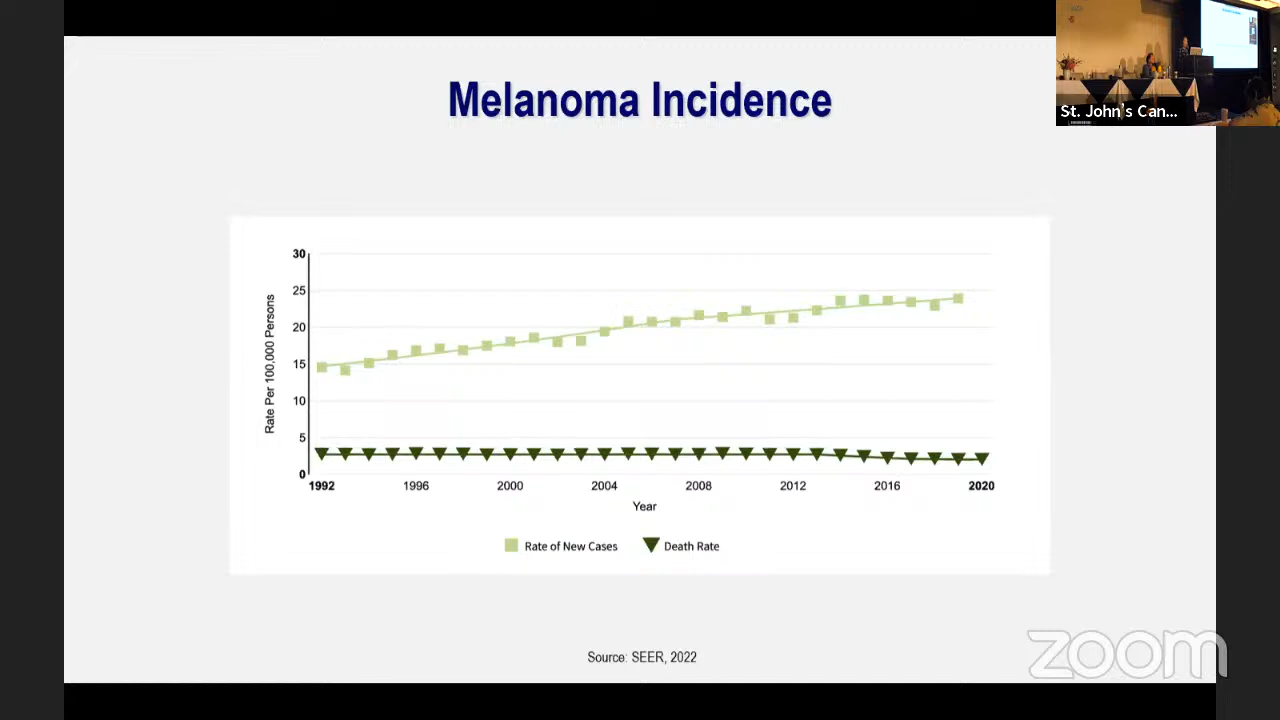 Melanoma Incidence
St. John's Can...
30
25
20
15
10
5
0
Rate Per 100,000 Persons
1992 1996 2000 2004 2008 2012 2016 2020
Year
Rate of New Cases Death Rate
Source: SEER, 2022
zoom